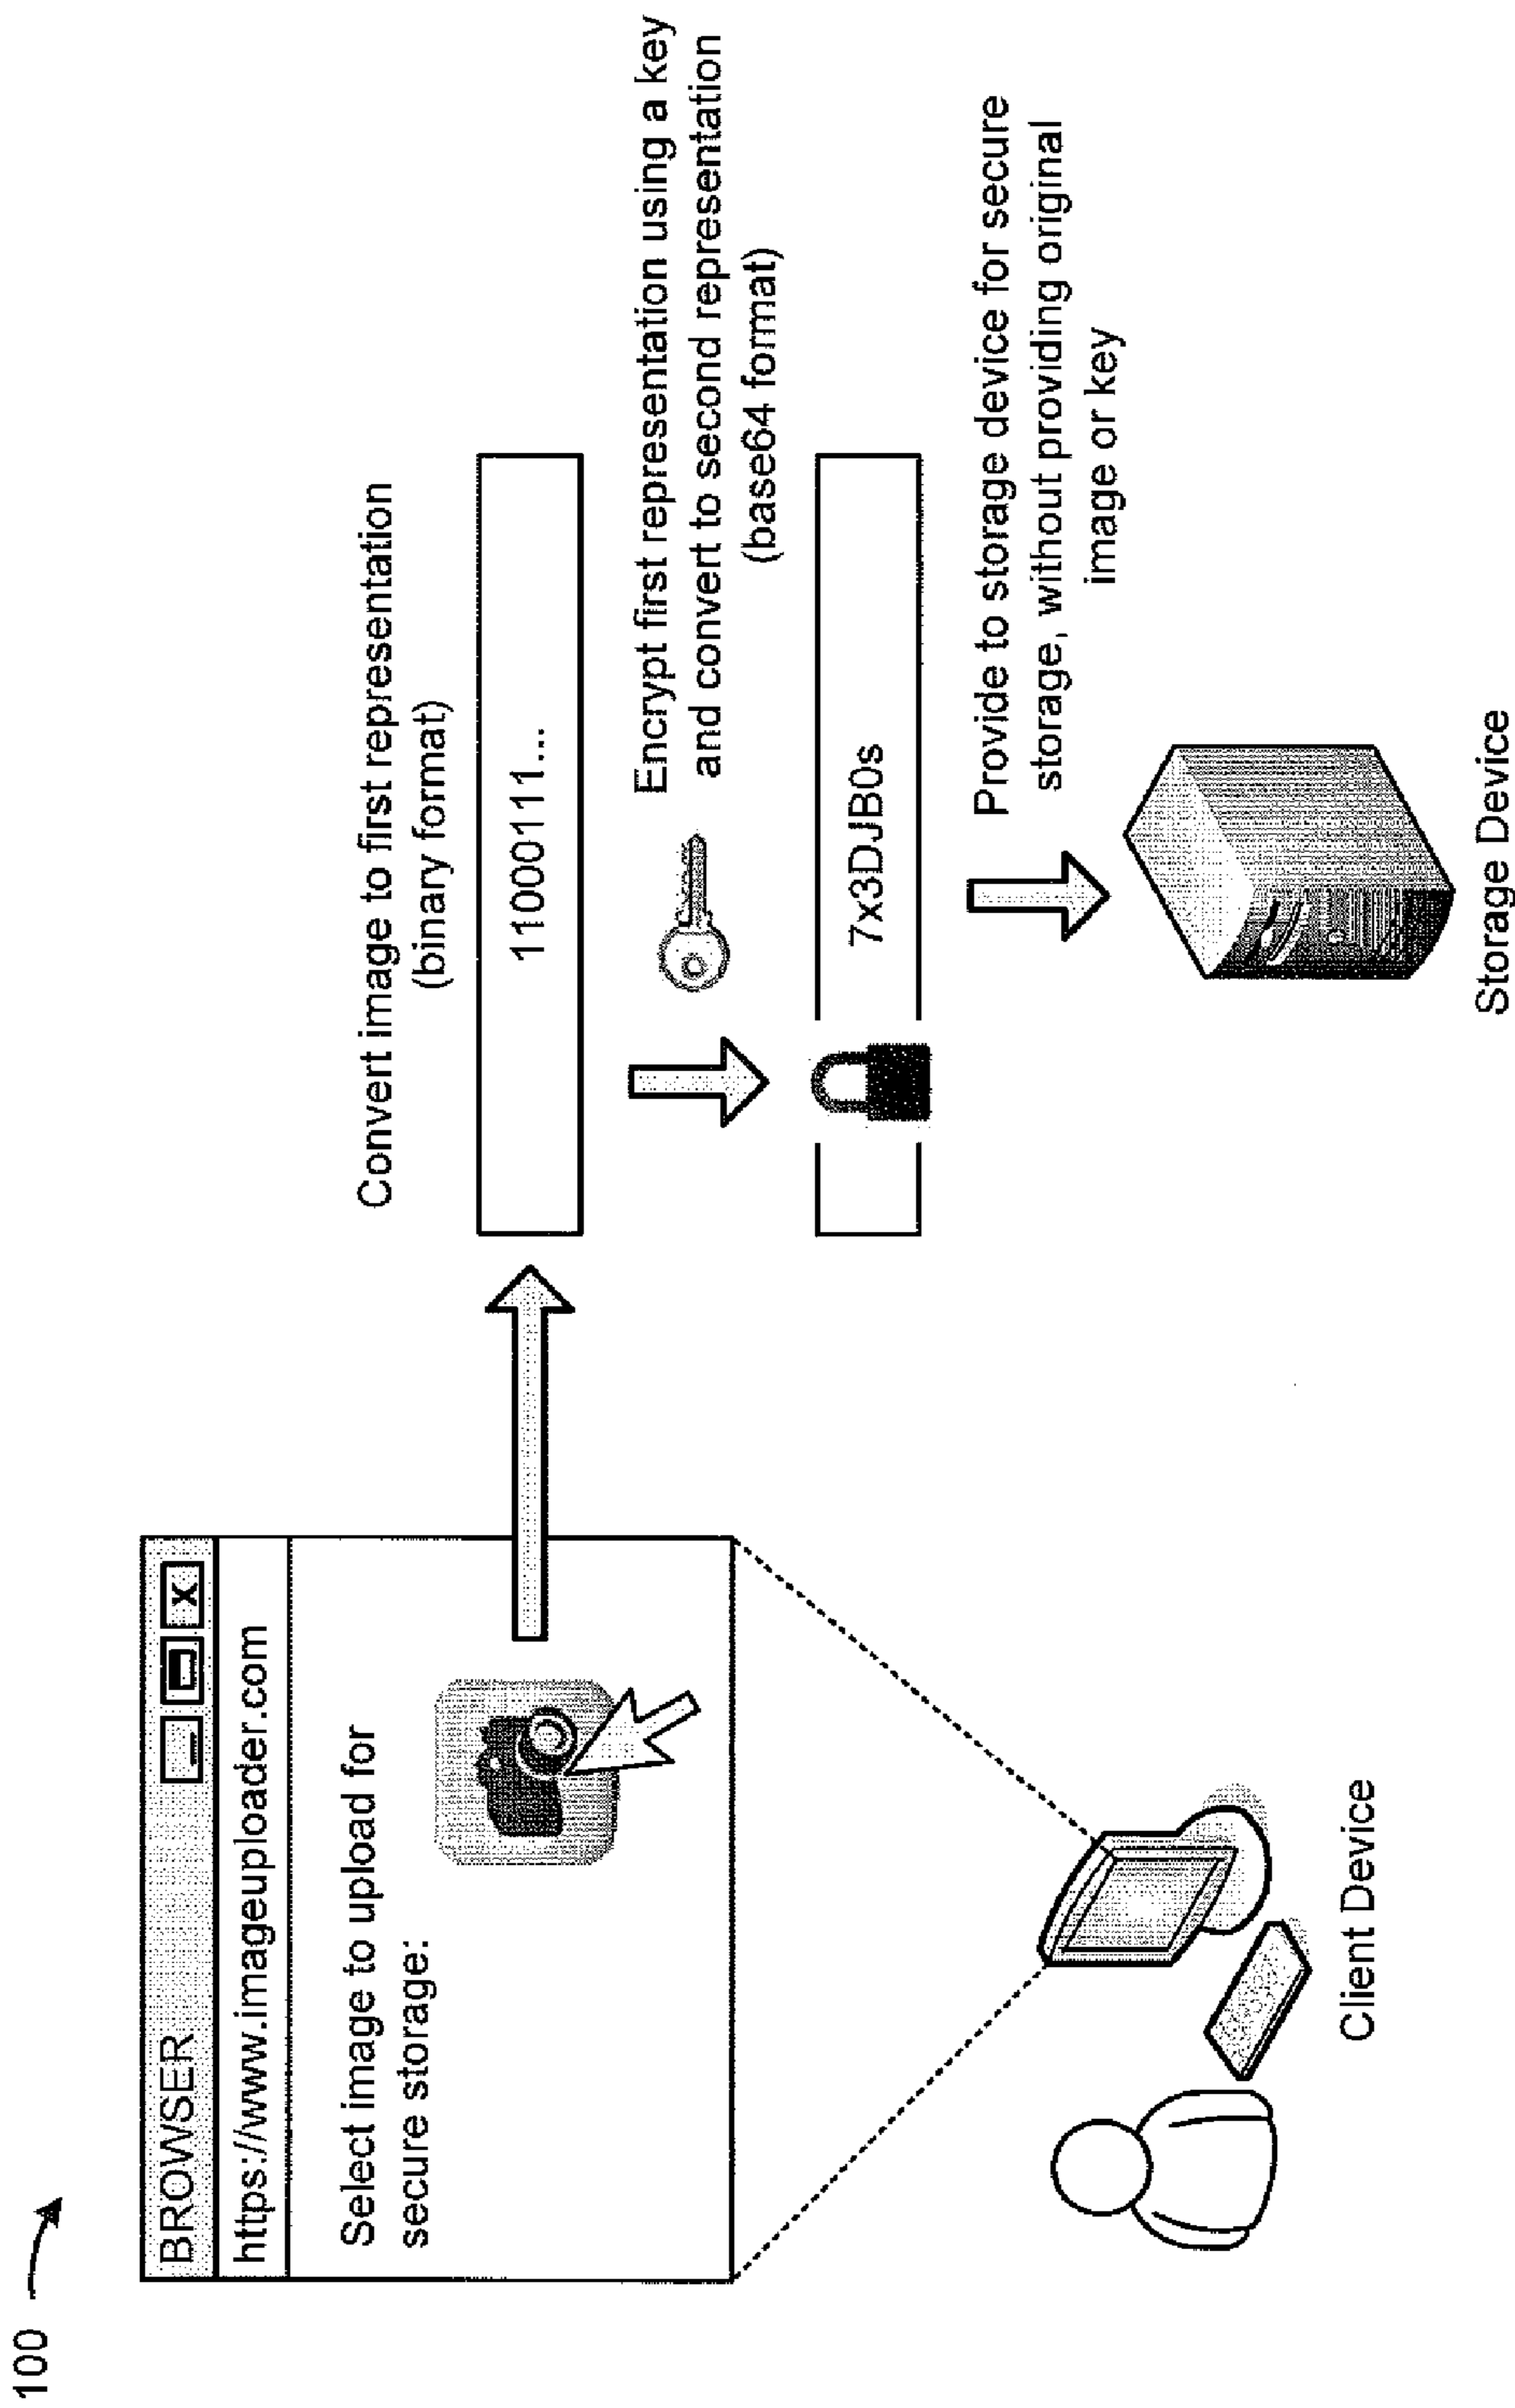 100
BROWSER
https://www.imageuploader.com
Select image to upload for
secure storage:
Client Device
Convert image to first representation
(binary format)
11000111...
Encrypt first representation using a key
and convert to second representation
(base64 format)
7x3DJB0s
Provide to storage device for secure
storage, without providing original
image or key
Storage Device